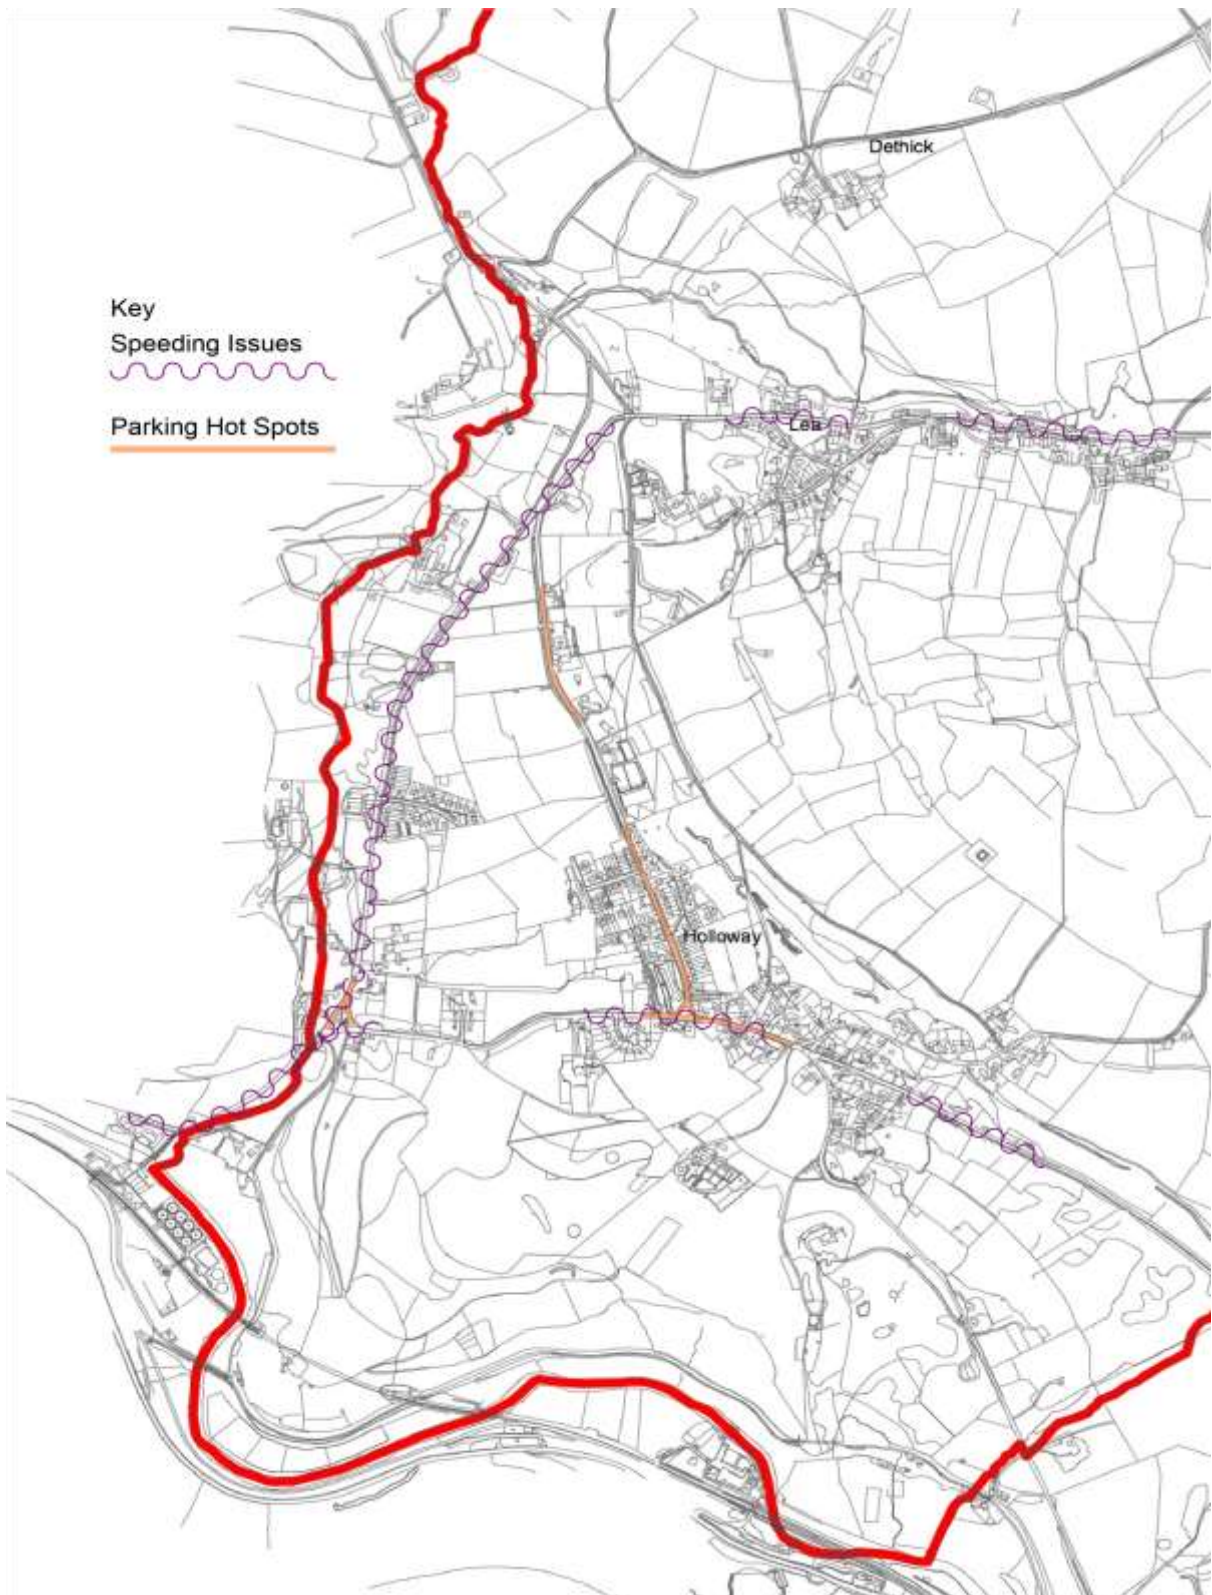 Dethick
Key
Speeding Issues
Parking Hot Spots
Lea
Holloway